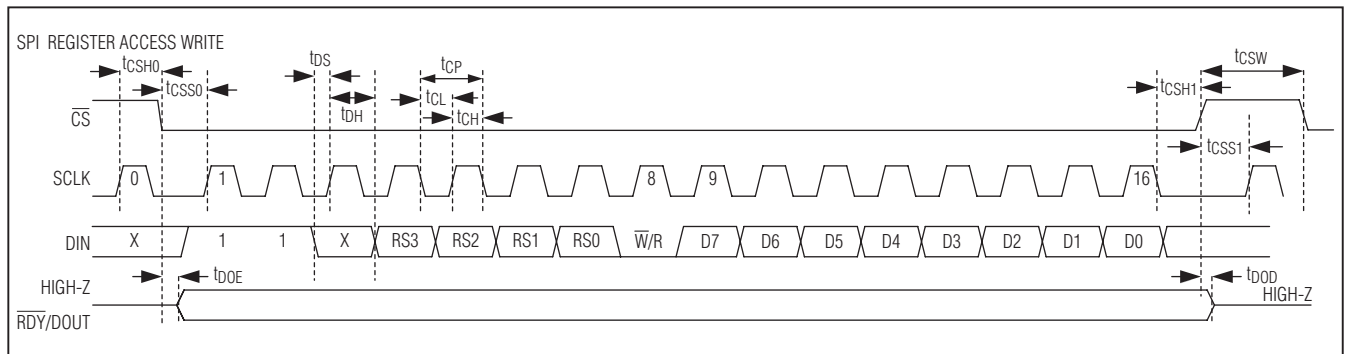 SPI REGISTER ACCESS WRITE
tCSH0 tDS tCP tCSW
tCSS0 tCL tCSH1
tDH tCH
CS tCSS1
SCLK 0 1 8 9 16
DIN X 1 1 X RS3 RS2 RS1 RS0 W/R D7 D6 D5 D4 D3 D2 D1 D0
tDOE tDOD
HIGH-Z HIGH-Z
RDY/DOUT